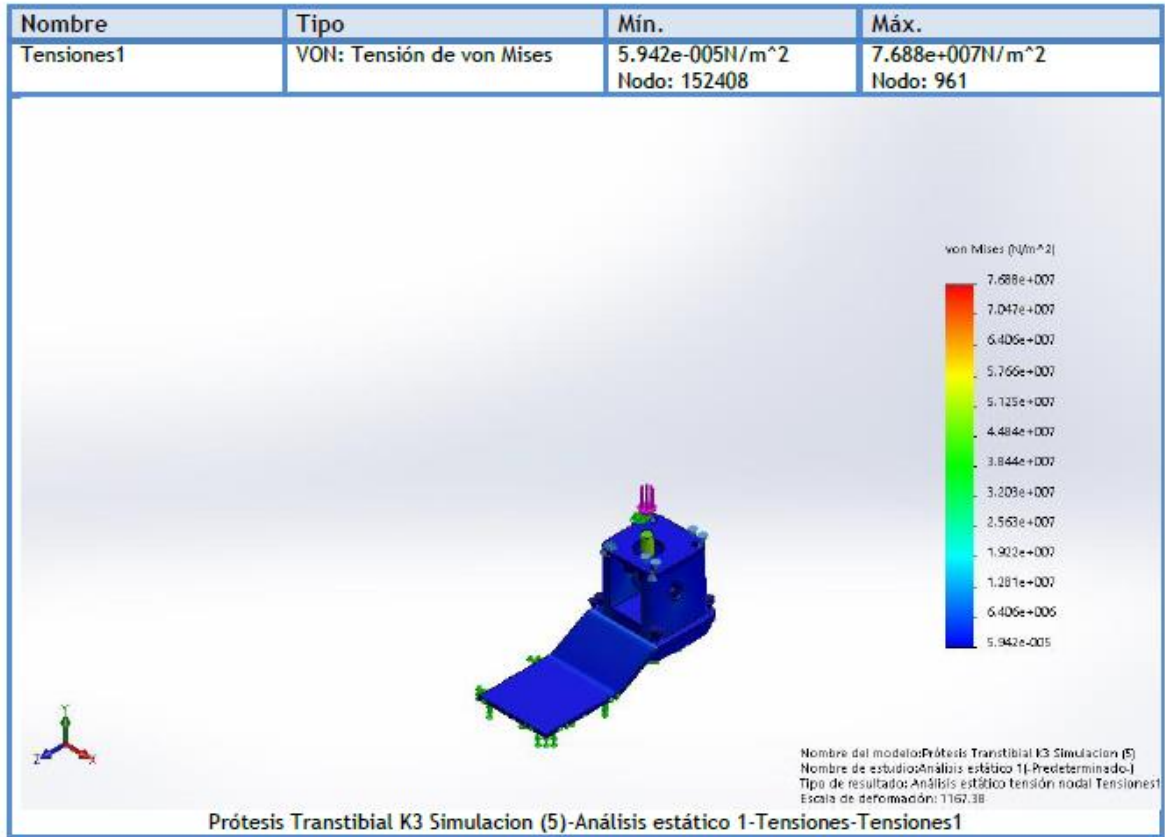 Nombre Tipo Mín. Máx.
Tensiones1 VON: Tensión de von Mises 5.942e-005N/m^2 7.688e+007N/m^2
Nodo: 152408 Nodo: 961
von Mises (N/m^2)
7.688e+007
7.047e+007
6.406e+007
5.766e+007
5.125e+007
4.484e+007
3.844e+007
3.203e+007
2.563e+007
1.922e+007
1.281e+007
6.406e+006
5.942e-005
Y
Z X
Nombre del modelo:Prótesis Transtibial K3 Simulacion (5)
Nombre de estudio:Análisis estático 1(-Predeterminado-)
Tipo de resultado: Análisis estático tensión nodal Tensiones1
Escala de deformación: 1167.38
Prótesis Transtibial K3 Simulacion (5)-Análisis estático 1-Tensiones-Tensiones1